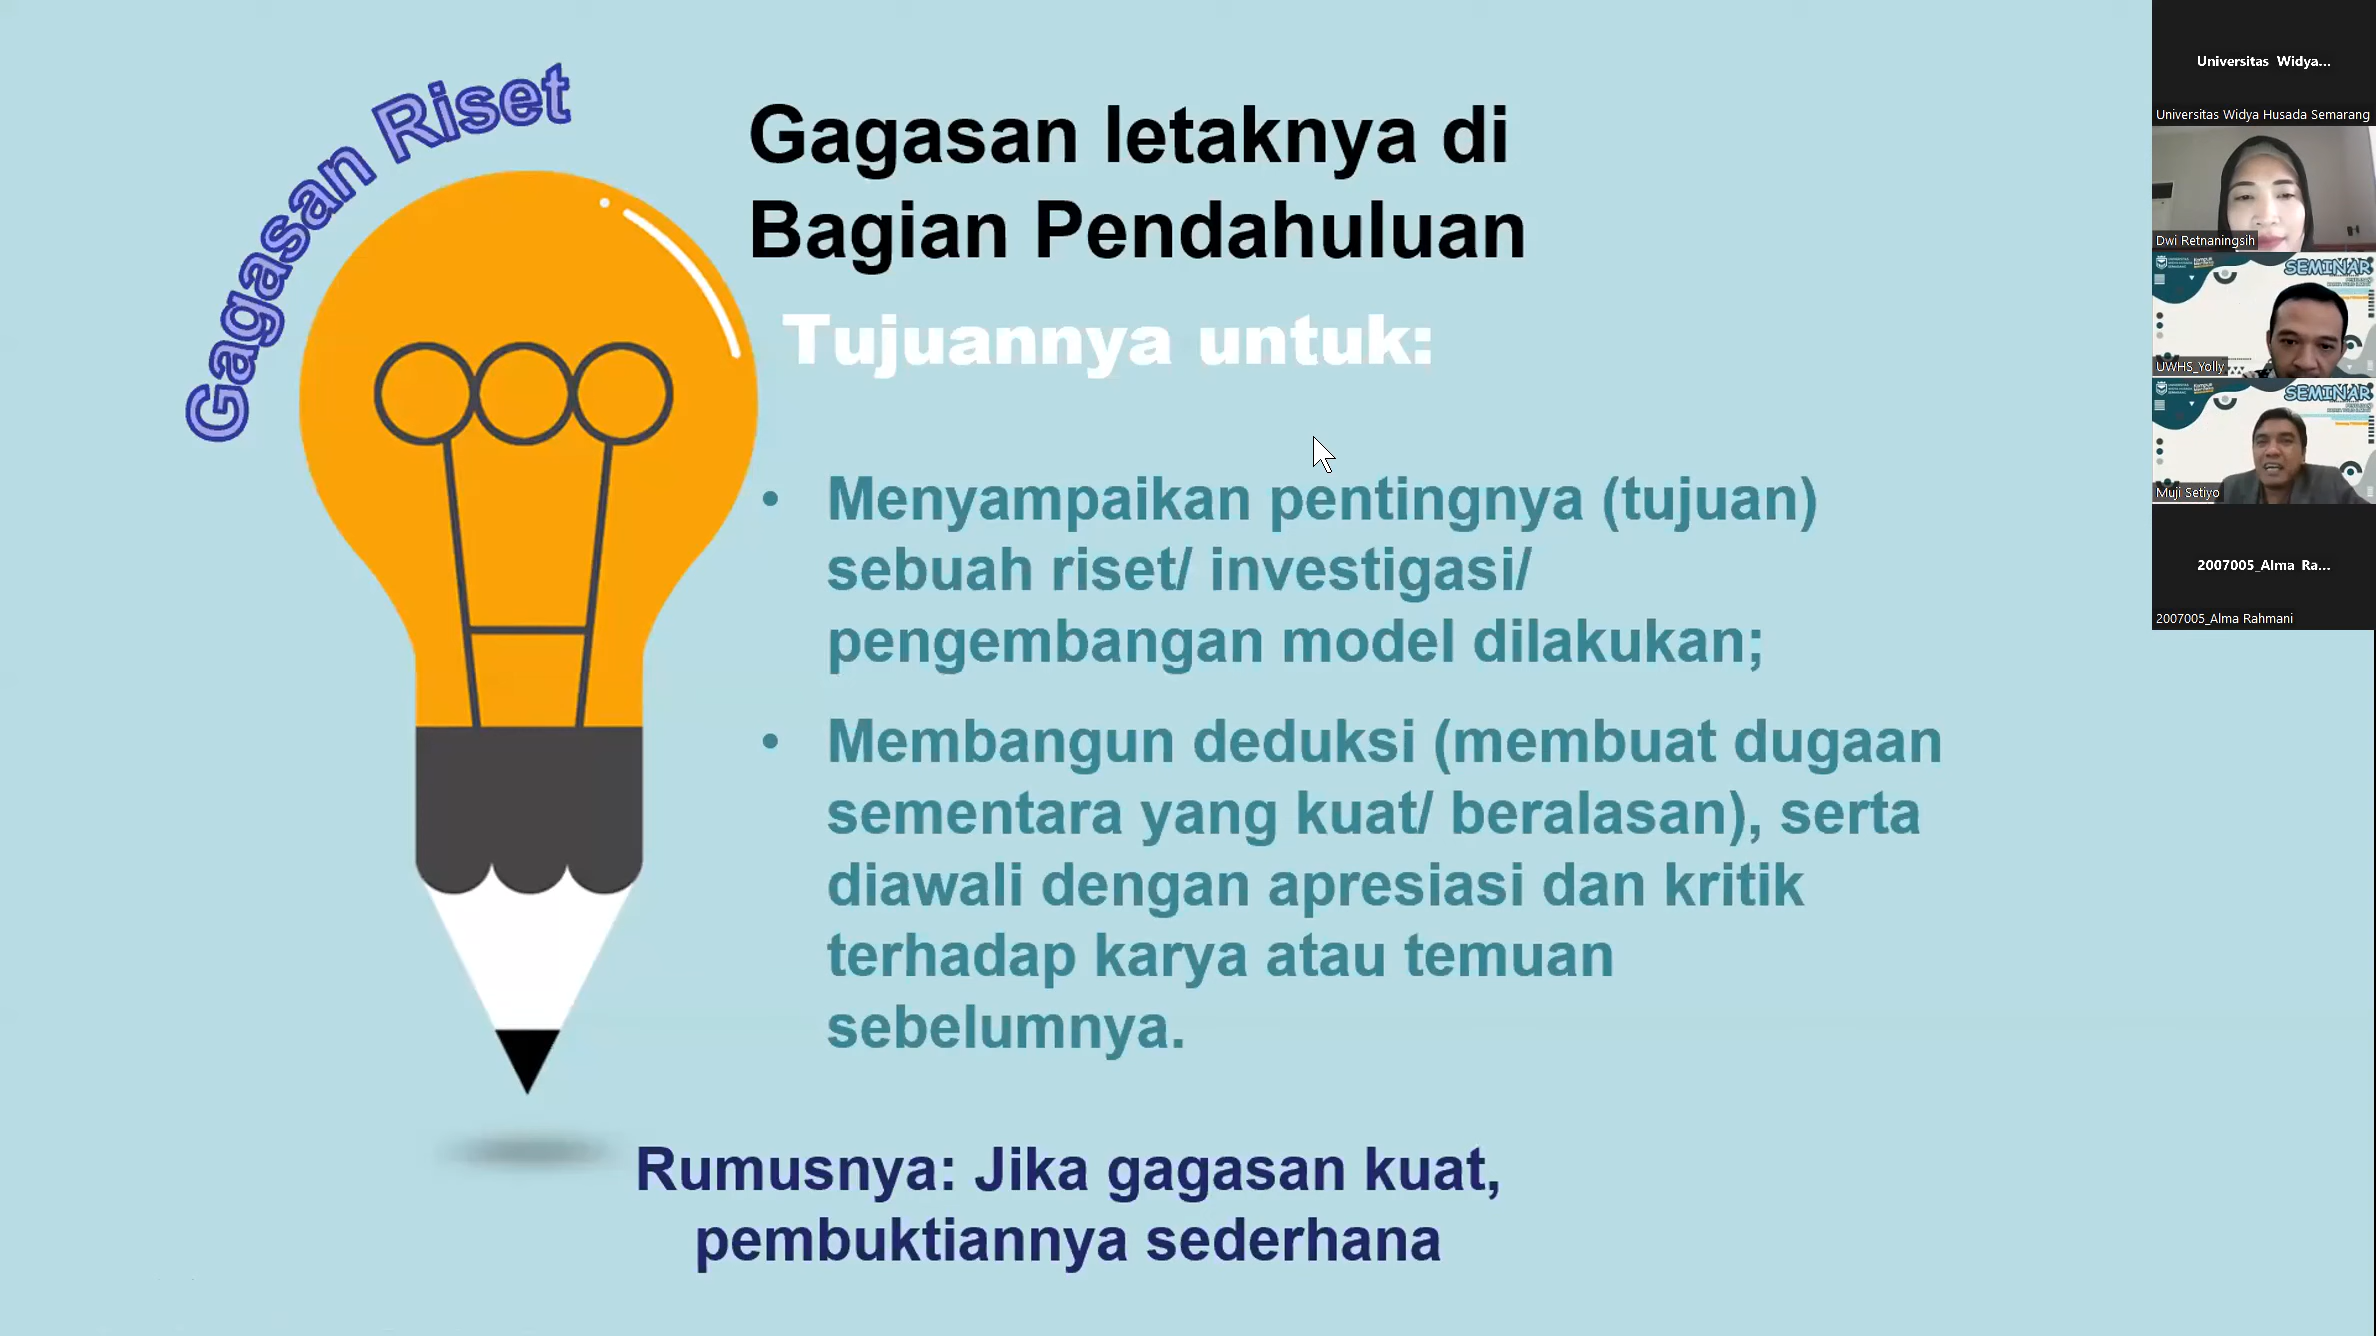 Gagasan Riset
Gagasan letaknya di
Bagian Pendahuluan
Tujuannya untuk:
• Menyampaikan pentingnya (tujuan)
sebuah riset/ investigasi/
pengembangan model dilakukan;
• Membangun deduksi (membuat dugaan
sementara yang kuat/ beralasan), serta
diawali dengan apresiasi dan kritik
terhadap karya atau temuan
sebelumnya.
Rumusnya: Jika gagasan kuat,
pembuktiannya sederhana
Universitas Widya...
Universitas Widya Husada Semarang
Dwi Retnaningsih
SEMINAR
UWHS_Yolly
SEMINAR
Muji Setiyo
2007005_Alma Ra...
2007005_Alma Rahmani